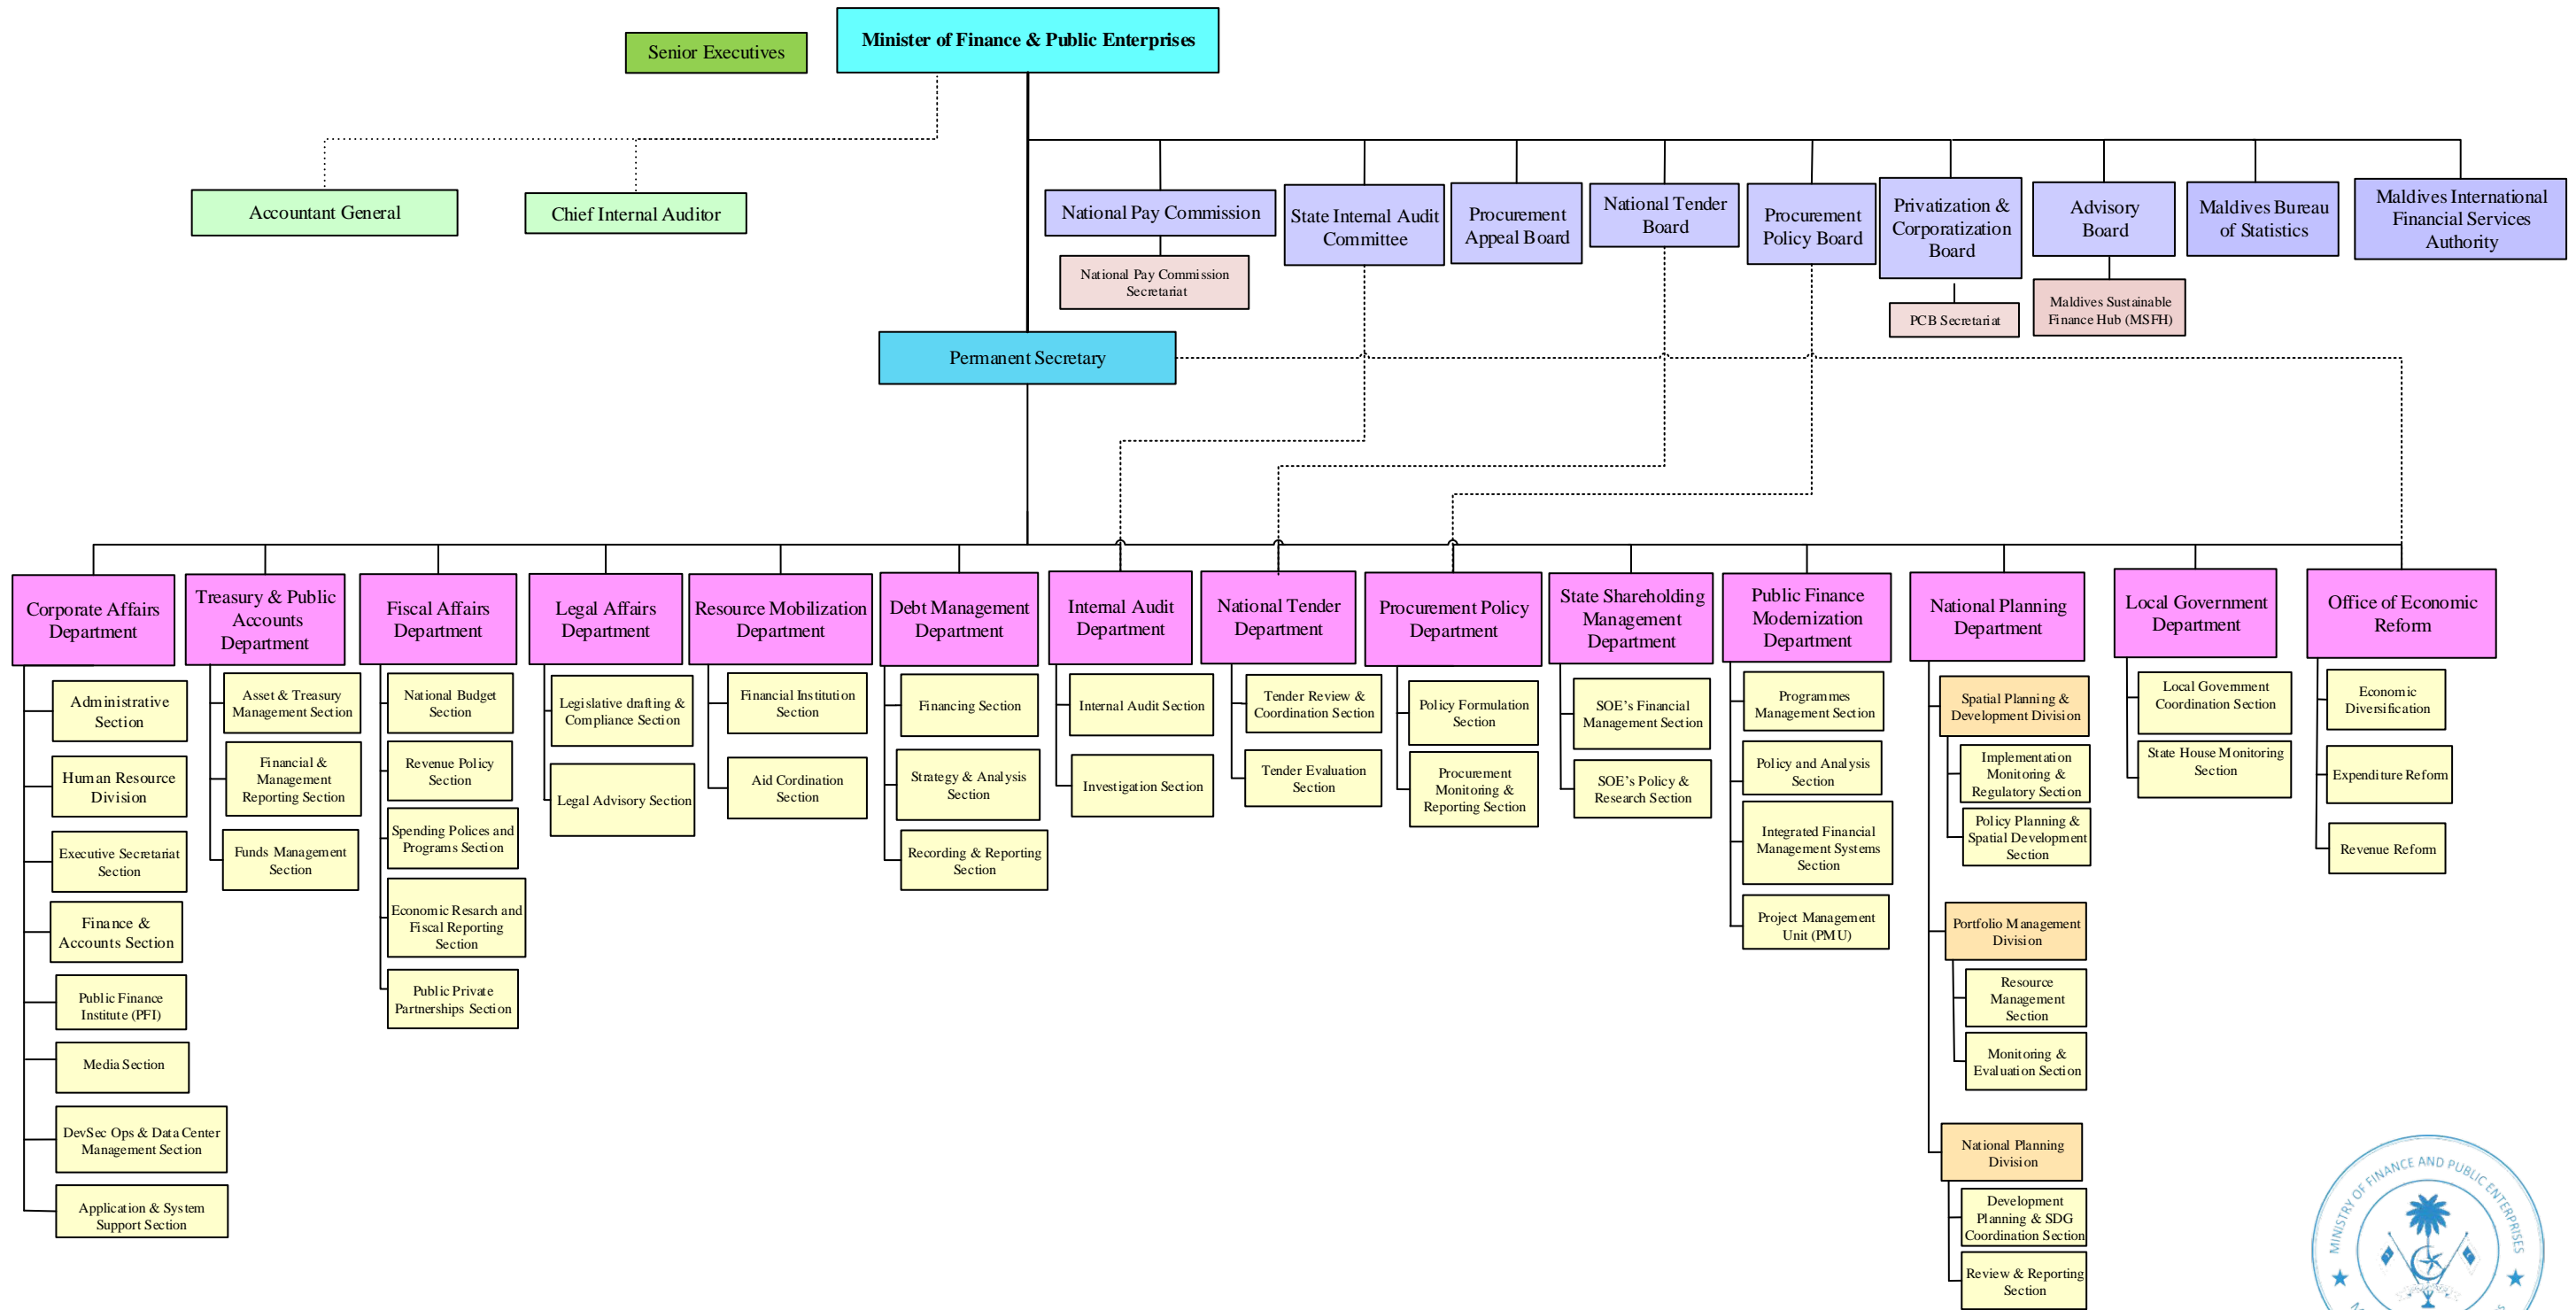 Minister of Finance & Public Enterprises
Senior Executives
Accountant General
Chief Internal Auditor
National Pay Commission
State Internal Audit
Committee
Procurement
Appeal Board
National Tender
Board
Procurement
Policy Board
Privatization &
Corporatization
Board
Advisory
Board
Maldives Bureau
of Statistics
Maldives International
Financial Services
Authority
National Pay Commission
Secretariat
PCB Secretariat
Maldives Sustainable
Finance Hub (MSFH)
Permanent Secretary
Corporate Affairs
Department
Administrative
Section
Human Resource
Division
Executive Secretariat
Section
Finance &
Accounts Section
Public Finance
Institute (PFI)
Media Section
DevSec Ops & Data Center
Management Section
Application & System
Support Section
Treasury & Public
Accounts
Department
Asset & Treasury
Management Section
Financial &
Management
Reporting Section
Funds Management
Section
Fiscal Affairs
Department
National Budget
Section
Revenue Policy
Section
Spending Polices and
Programs Section
Economic Resarch and
Fiscal Reporting
Section
Public Private
Partnerships Section
Legal Affairs
Department
Legislative drafting &
Compliance Section
Legal Advisory Section
Resource Mobilization
Department
Financial Institution
Section
Aid Cordination
Section
Debt Management
Department
Financing Section
Strategy & Analysis
Section
Recording & Reporting
Section
Internal Audit
Department
Internal Audit Section
Investigation Section
National Tender
Department
Tender Review &
Coordination Section
Tender Evaluation
Section
Procurement Policy
Department
Policy Formulation
Section
Procurement
Monitoring &
Reporting Section
State Shareholding
Management
Department
SOE's Financial
Management Section
SOE's Policy &
Research Section
Public Finance
Modernization
Department
Programmes
Management Section
Policy and Analysis
Section
Integrated Financial
Management Systems
Section
Project Management
Unit (PMU)
National Planning
Department
Spatial Planning &
Development Division
Implementation
Monitoring &
Regulatory Section
Policy Planning &
Spatial Development
Section
Portfolio Management
Division
Resource
Management
Section
Monitoring &
Evaluation Section
National Planning
Division
Development
Planning & SDG
Coordination Section
Review & Reporting
Section
Local Government
Department
Local Government
Coordination Section
State House Monitoring
Section
Office of Economic
Reform
Economic
Diversification
Expenditure Reform
Revenue Reform
MINISTRY OF FINANCE AND PUBLIC ENTERPRISES